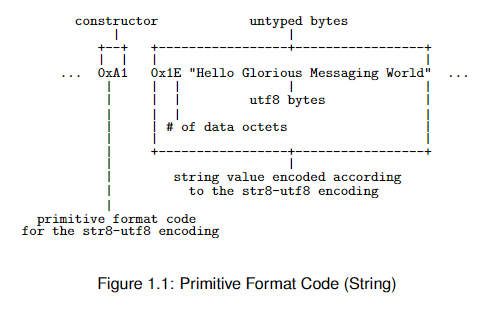 constructor untyped bytes
... 0xA1 0x1E "Hello Glorious Messaging World" ...
utf8 bytes
# of data octets
string value encoded according
to the str8-utf8 encoding
primitive format code
for the str8-utf8 encoding
Figure 1.1: Primitive Format Code (String)